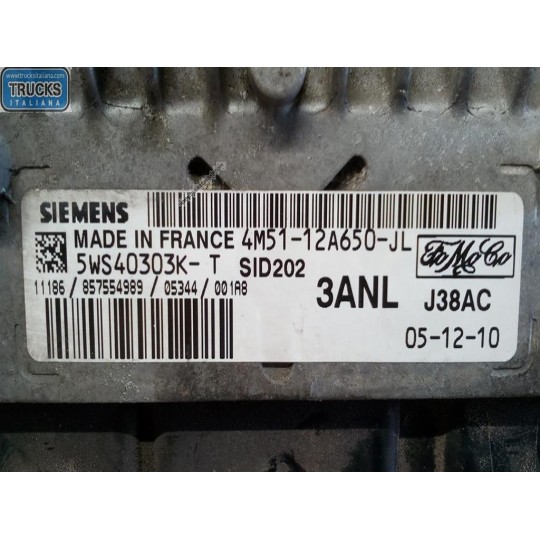 TRUCKS
www.trucksitaliana.com
ITALIANA
SIEMENS
MADE IN FRANCE 4M51-12A650-JL
5WS40303K-T SID202
FoMoCo
11186 / 857554989 / 05344 / 001A8
3ANL J38AC
05-12-10